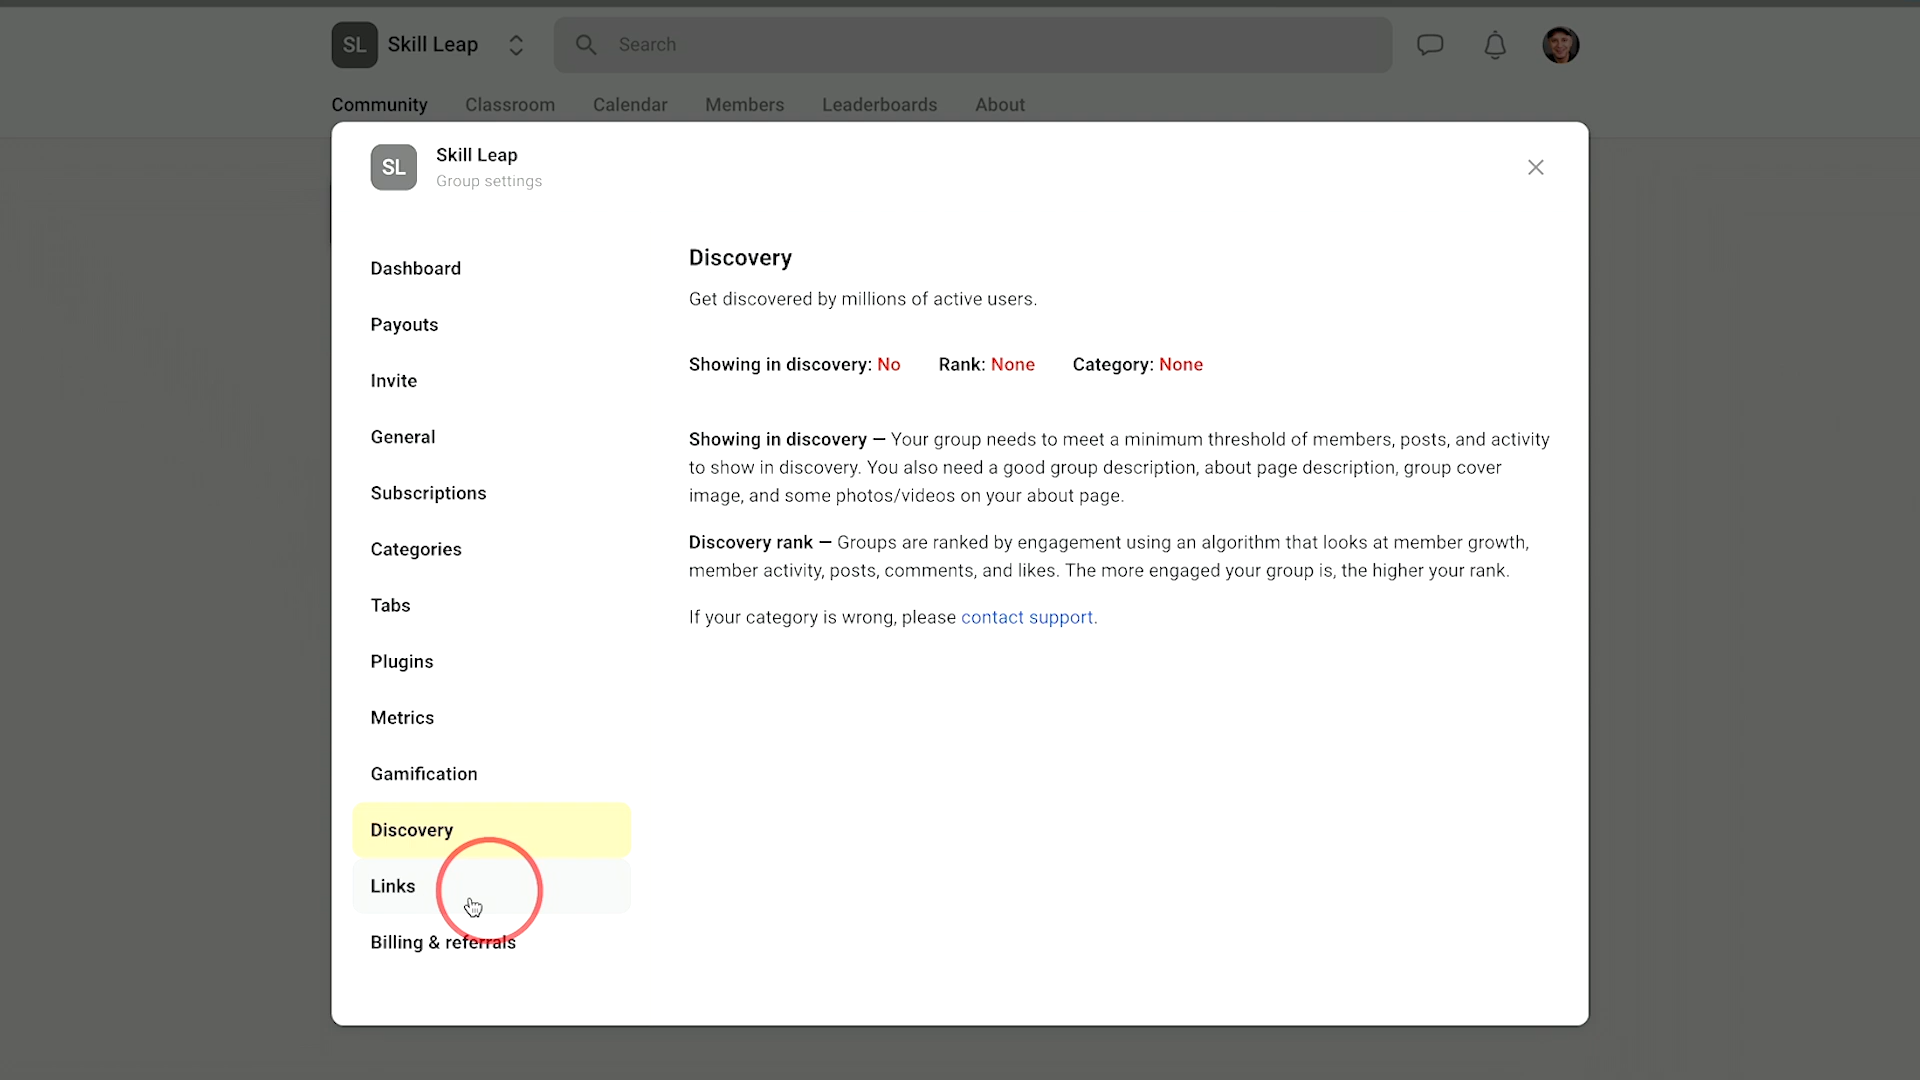 SL Skill Leap
Search
Community Classroom Calendar Members Leaderboards About
SL
Skill Leap
Group settings
Dashboard
Payouts
Invite
General
Subscriptions
Categories
Tabs
Plugins
Metrics
Gamification
Discovery
Links
Billing & referrals
Discovery
Get discovered by millions of active users.
Showing in discovery: No Rank: None Category: None
Showing in discovery — Your group needs to meet a minimum threshold of members, posts, and activity
to show in discovery. You also need a good group description, about page description, group cover
image, and some photos/videos on your about page.
Discovery rank — Groups are ranked by engagement using an algorithm that looks at member growth,
member activity, posts, comments, and likes. The more engaged your group is, the higher your rank.
If your category is wrong, please contact support.